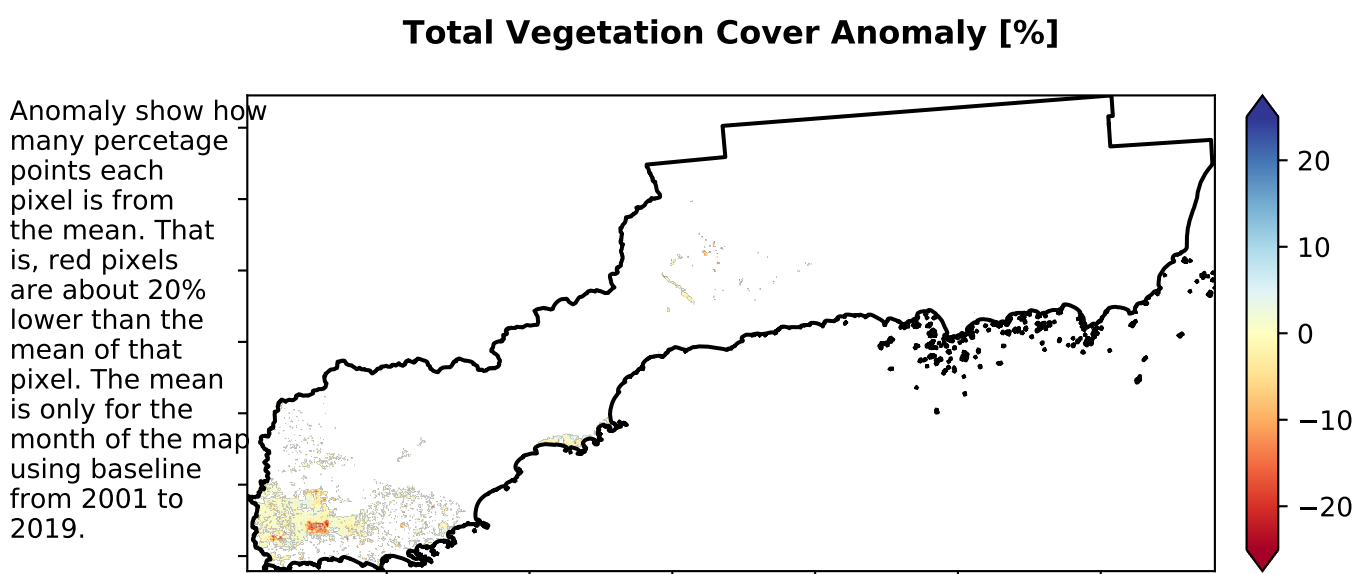 Total Vegetation Cover Anomaly [%]
Anomaly show how
many percetage
points each
pixel is from
the mean. That
is, red pixels
are about 20%
lower than the
mean of that
pixel. The mean
is only for the
month of the map
using baseline
from 2001 to
2019.
20
10
0
−10
−20